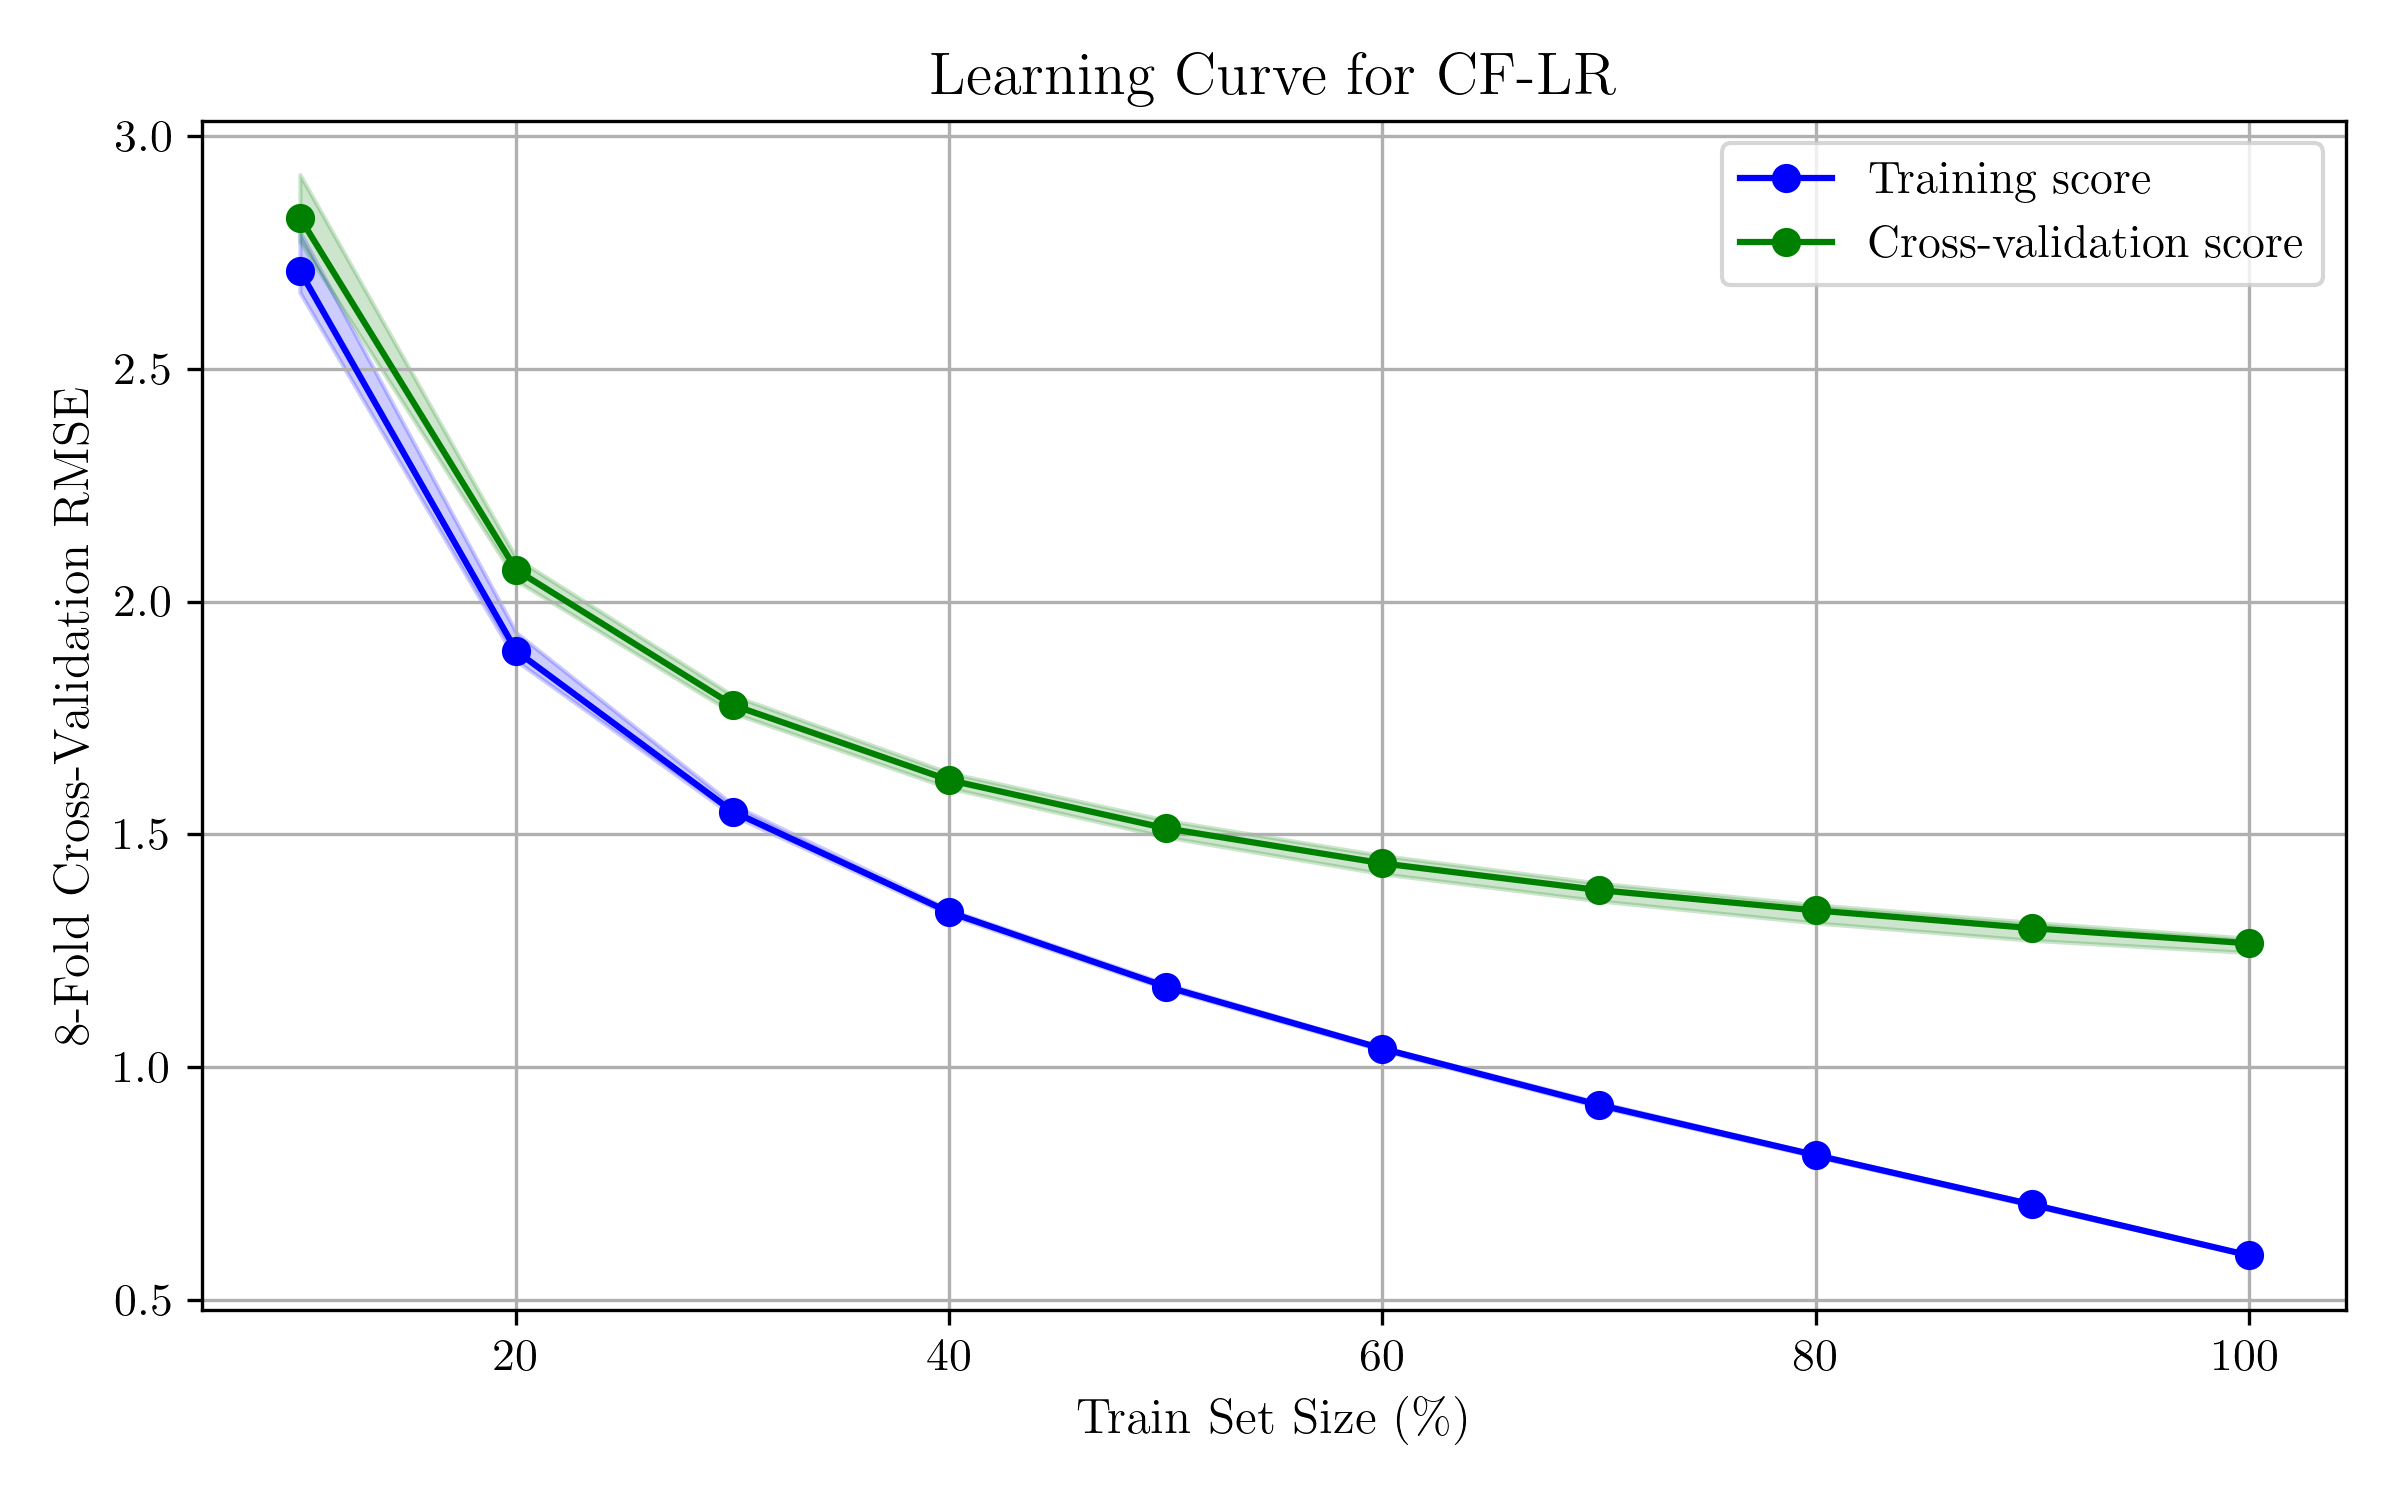 Learning Curve for CF-LR
Training score
Cross-validation score
8-Fold Cross-Validation RMSE
3.0
2.5
2.0
1.5
1.0
0.5
20
40
60
80
100
Train Set Size (%)